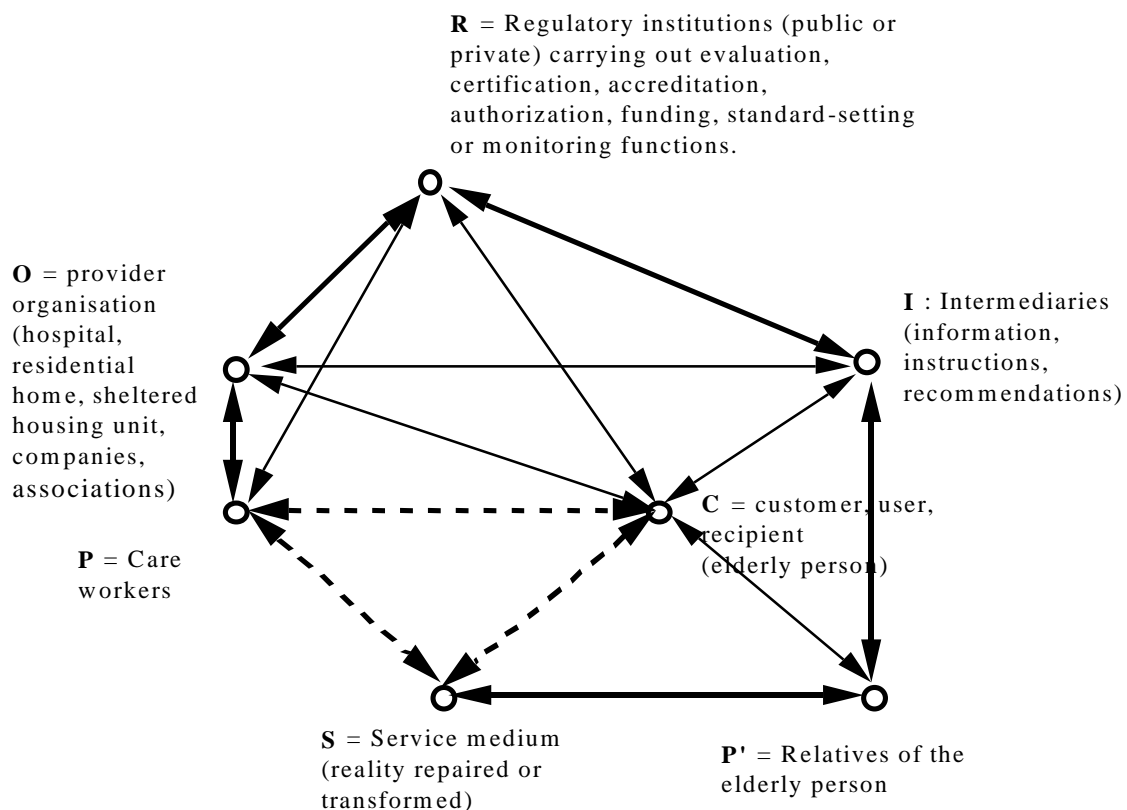 R = Regulatory institutions (public or
private) carrying out evaluation,
certification, accreditation,
authorization, funding, standard-setting
or monitoring functions.
O = provider
organisation
(hospital,
residential
home, sheltered
housing unit,
companies,
associations)
I : Intermediaries
(information,
instructions,
recommendations)
C = customer, user,
recipient
(elderly person)
P = Care
workers
S = Service medium
(reality repaired or
transformed)
P' = Relatives of the
elderly person